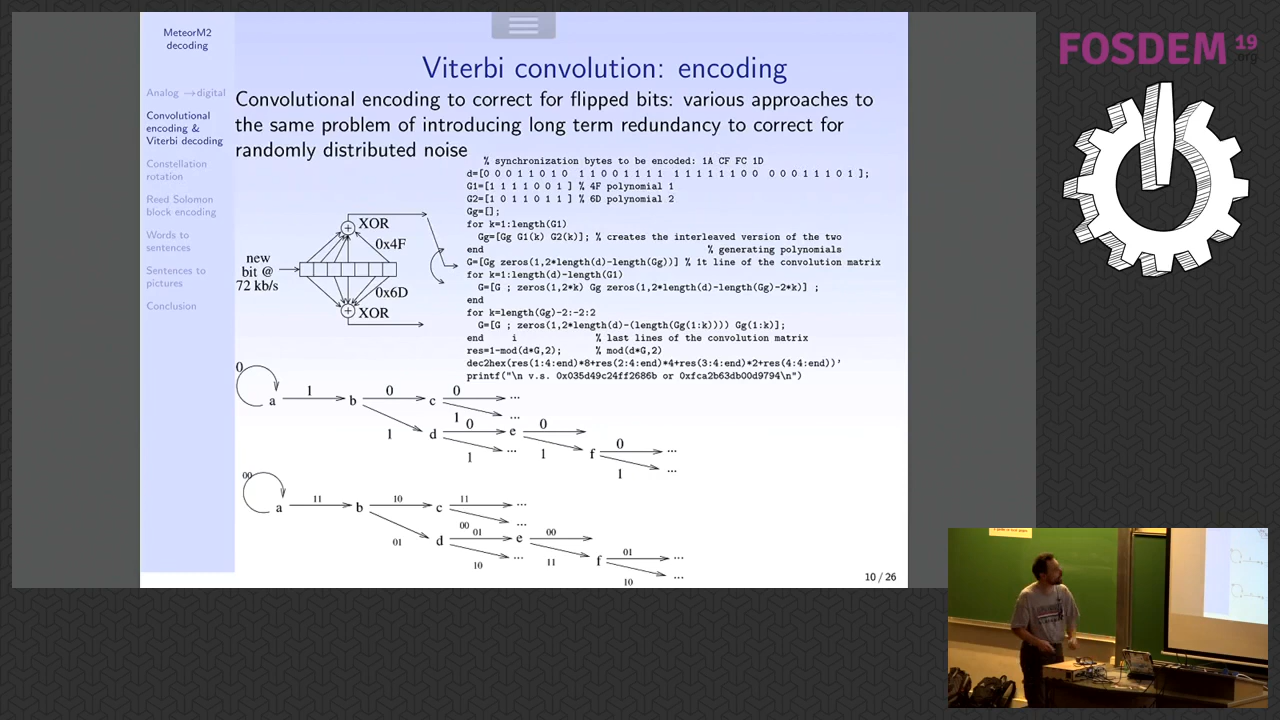 MeteorM2
decoding
Analog →digital
Convolutional
encoding &
Viterbi decoding
Constellation
rotation
Reed Solomon
block encoding
Words to
sentences
Sentences to
pictures
Conclusion
Viterbi convolution: encoding
Convolutional encoding to correct for flipped bits: various approaches to
the same problem of introducing long term redundancy to correct for
randomly distributed noise
% synchronization bytes to be encoded: 1A CF FC 1D
d=[0 0 0 1 1 0 1 0 1 1 0 0 1 1 1 1 1 1 1 1 1 1 0 0 0 0 0 1 1 1 0 1 ];
G1=[1 1 1 1 0 0 1 ] % 4F polynomial 1
G2=[1 0 1 1 0 1 1 ] % 6D polynomial 2
Gg=[];
for k=1:length(G1)
Gg=[Gg G1(k) G2(k)]; % creates the interleaved version of the two
end % generating polynomials
G=[Gg zeros(1,2*length(d)-length(Gg))] % 1t line of the convolution matrix
for k=1:length(d)-length(G1)
G=[G ; zeros(1,2*k) Gg zeros(1,2*length(d)-length(Gg)-2*k)] ;
end
for k=length(Gg)-2:-2:2
G=[G ; zeros(1,2*length(d)-(length(Gg(1:k)))) Gg(1:k)];
end i % last lines of the convolution matrix
res=1-mod(d*G,2); % mod(d*G,2)
dec2hex(res(1:4:end)*8+res(2:4:end)*4+res(3:4:end)*2+res(4:4:end))'
printf("\n v.s. 0x035d49c24ff2686b or 0xfca2b63db00d9794\n")
XOR
0x4F
new
bit @
72 kb/s
0x6D
XOR
0
a 1 b 0 c 0 ...
1 ...
1 d 0 e 0
1 ... 1 f 0 ...
1 ...
00
a 11 b 10 c 11 ...
00 ...
01 d 01 e 00
10 ... 11 f 01 ...
10 ...
10 / 26
FOSDEM 19
.org